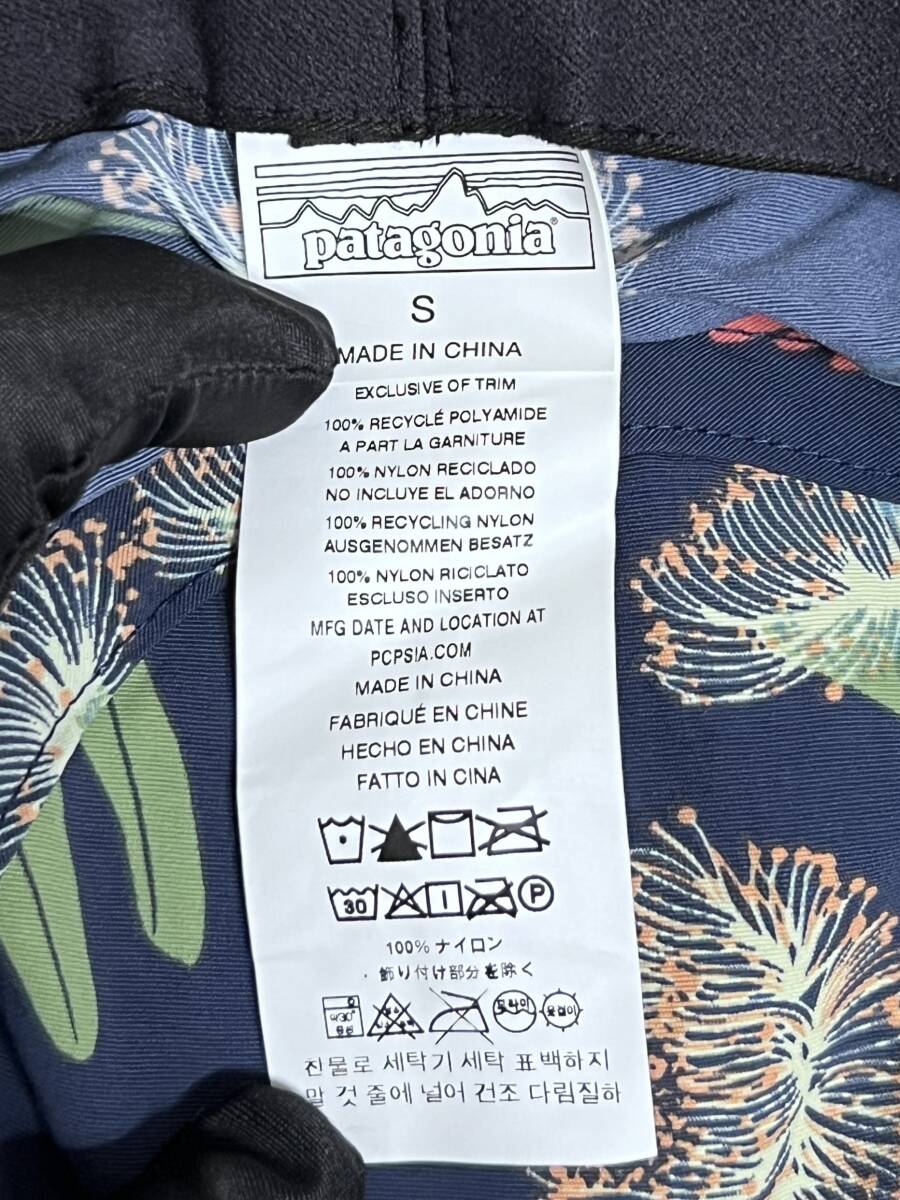 patagonia®
S
MADE IN CHINA
EXCLUSIVE OF TRIM
100% RECYCLÉ POLYAMIDE
A PART LA GARNITURE
100% NYLON RECICLADO
NO INCLUYE EL ADORNO
100% RECYCLING NYLON
AUSGENOMMEN BESATZ
100% NYLON RICICLATO
ESCLUSO INSERTO
MFG DATE AND LOCATION AT
PCPSIA.COM
MADE IN CHINA
FABRIQUÉ EN CHINE
HECHO EN CHINA
FATTO IN CINA
30 P
100% ナイロン
飾り付け部分を除く
옷걸이
찬물로 세탁기 세탁 표백하지
말 것 줄에 널어 건조 다림질하